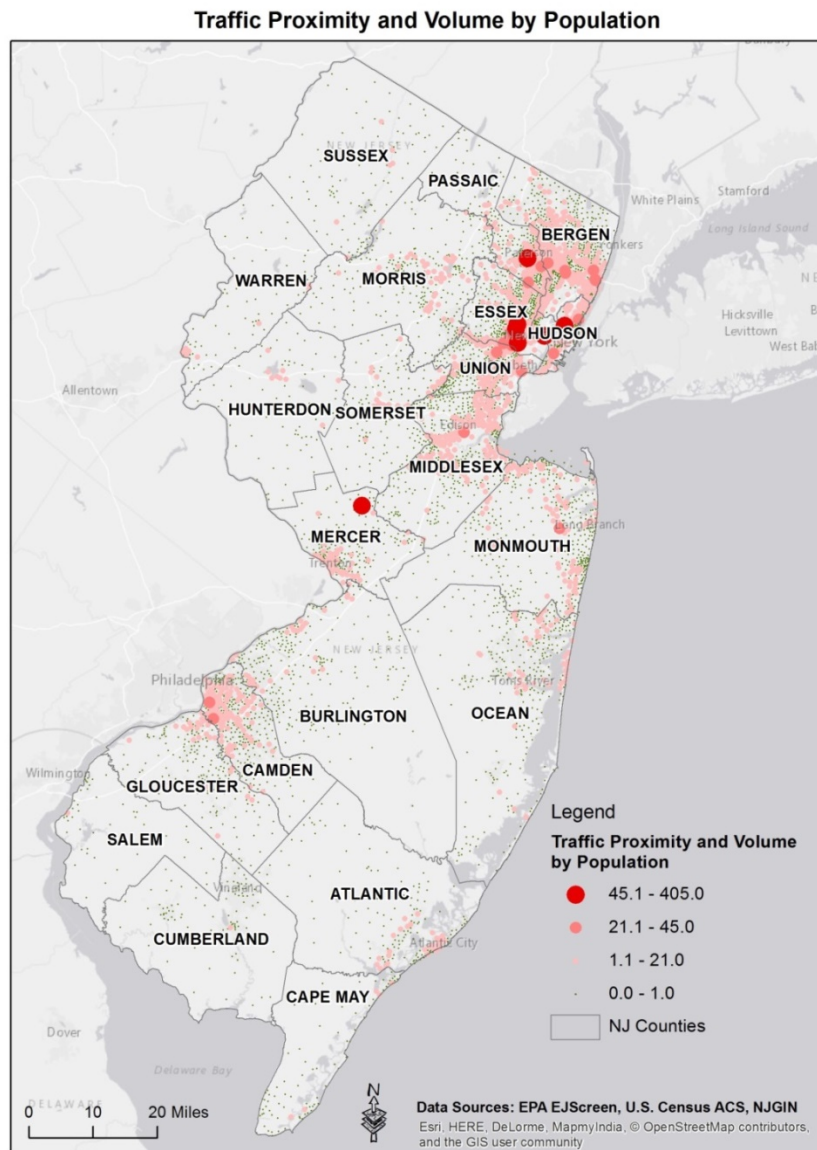 Traffic Proximity and Volume by Population
NEW JERSEY
SUSSEX
PASSAIC
White Plains
Stamford
BERGEN
Long Island Sound
WARREN
MORRIS
ESSEX
HUDSON
Hicksville
Levittown
West Bab
UNION
Allentown
HUNTERDON
SOMERSET
Edison
MIDDLESEX
MERCER
Long Branch
MONMOUTH
Trenton
NEW JERSEY
Philadelphia
Toms River
BURLINGTON
OCEAN
Wilmington
CAMDEN
GLOUCESTER
Legend
Traffic Proximity and Volume
by Population
SALEM
45.1 - 405.0
Vineland
ATLANTIC
21.1 - 45.0
CUMBERLAND
Atlantic City
1.1 - 21.0
CAPE MAY
0.0 - 1.0
NJ Counties
Dover
Delaware Bay
N
DELAWARE
0 10 20 Miles
Data Sources: EPA EJScreen, U.S. Census ACS, NJGIN
Esri, HERE, DeLorme, MapmyIndia, © OpenStreetMap contributors,
and the GIS user community